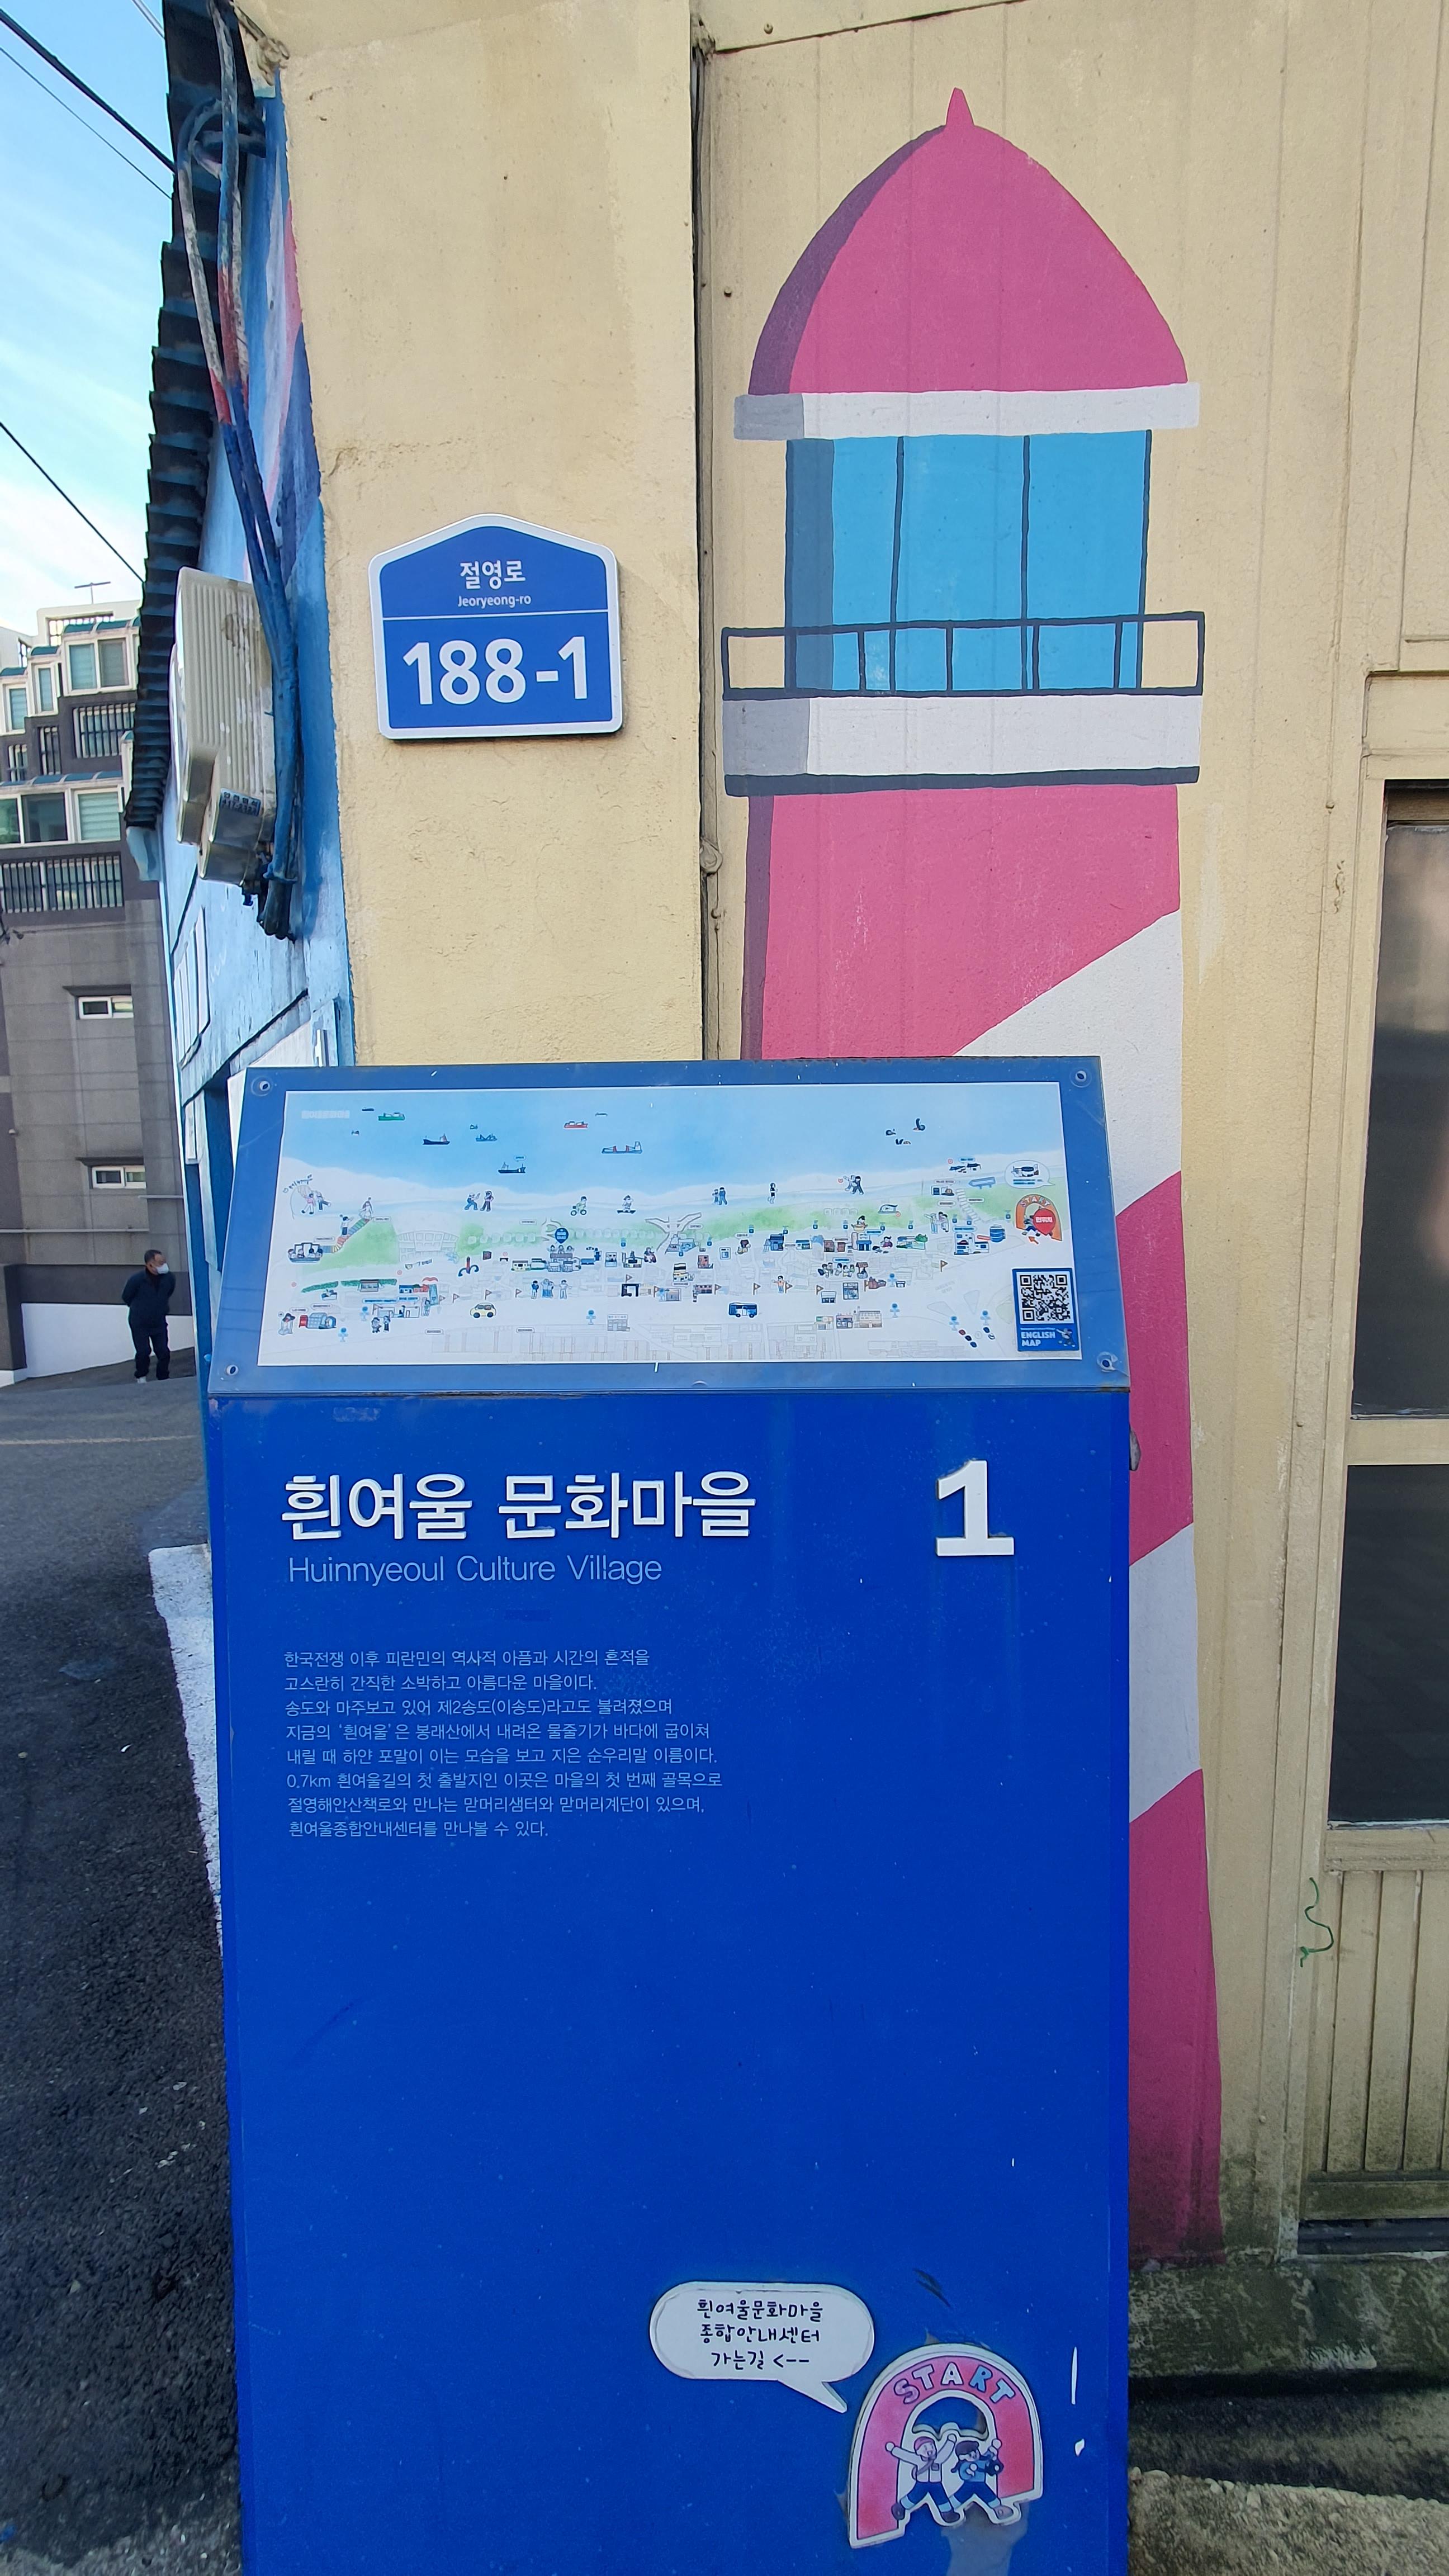 절영로
Jeoryeong-ro
188-1
ENGLISH
MAP
흰여울 문화마을
1
Huinnyeoul Culture Village
한국전쟁 이후 피란민의 역사적 아픔과 시간의 흔적을
고스란히 간직한 소박하고 아름다운 마을이다.
송도와 마주보고 있어 제2송도(이송도)라고도 불려졌으며
지금의 '흰여울'은 봉래산에서 내려온 물줄기가 바다에 굽이쳐
내릴 때 하얀 포말이 이는 모습을 보고 지은 순우리말 이름이다.
0.7km 흰여울길의 첫 출발지인 이곳은 마을의 첫 번째 골목으로
절영해안산책로와 만나는 맏머리샘터와 맏머리계단이 있으며,
흰여울종합안내센터를 만나볼 수 있다.
흰여울문화마을
종합안내센터
가는길 <--
START